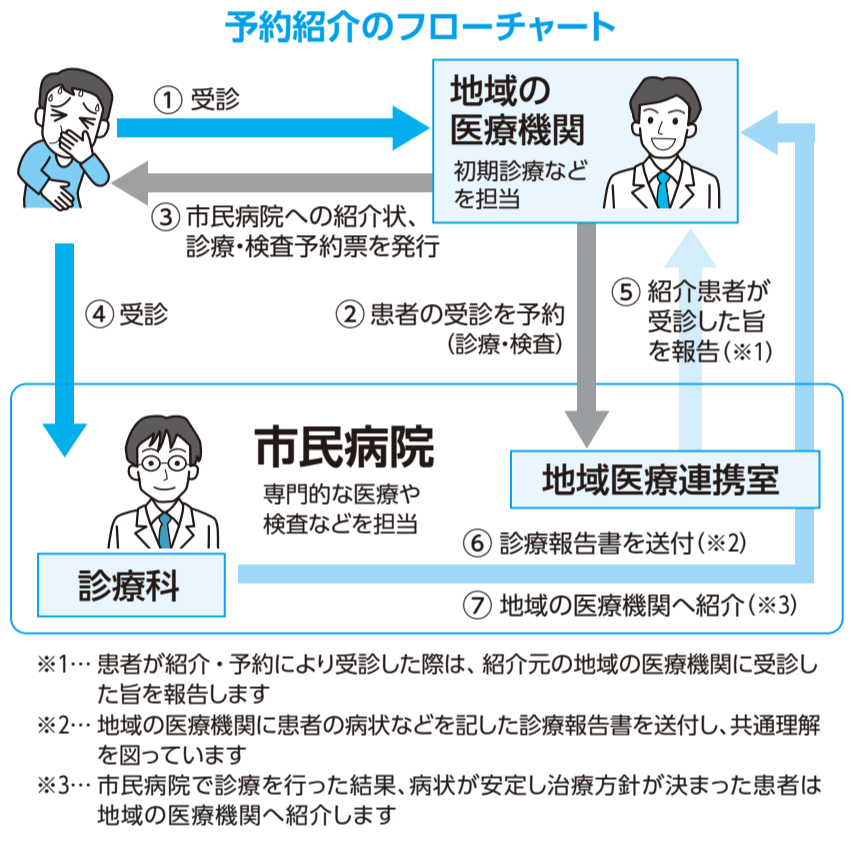 予約紹介のフローチャート
① 受診
地域の
医療機関
初期診療など
を担当
③ 市民病院への紹介状、
診療・検査予約票を発行
④ 受診
② 患者の受診を予約
(診療・検査)
⑤ 紹介患者が
受診した旨
を報告(※1)
市民病院
専門的な医療や
検査などを担当
地域医療連携室
⑥ 診療報告書を送付(※2)
診療科
⑦ 地域の医療機関へ紹介(※3)
※1… 患者が紹介・予約により受診した際は、紹介元の地域の医療機関に受診し
た旨を報告します
※2… 地域の医療機関に患者の病状などを記した診療報告書を送付し、共通理解
を図っています
※3… 市民病院で診療を行った結果、病状が安定し治療方針が決まった患者は
地域の医療機関へ紹介します